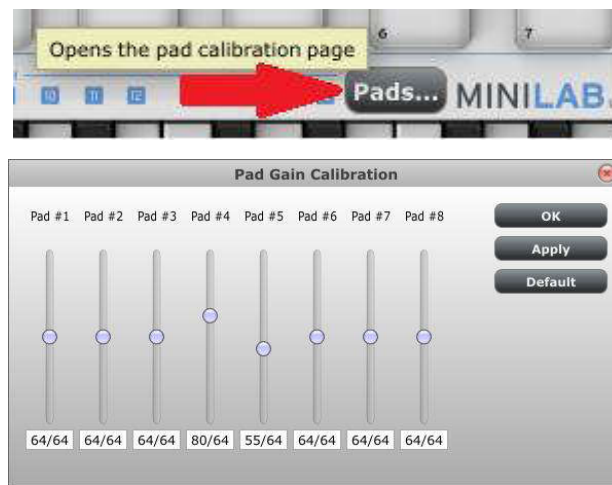 6 7
Opens the pad calibration page
10 11 12
Pads... MINILAB
Pad Gain Calibration
Pad #1 Pad #2 Pad #3 Pad #4 Pad #5 Pad #6 Pad #7 Pad #8
OK
Apply
Default
64/64 64/64 64/64 80/64 55/64 64/64 64/64 64/64